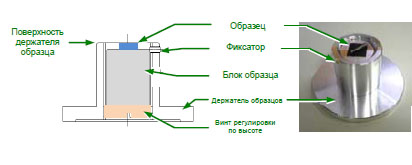 Поверхность
держателя
образца
Образец
Фиксатор
Блок образца
Держатель образцов
Винт регулировки
по высоте